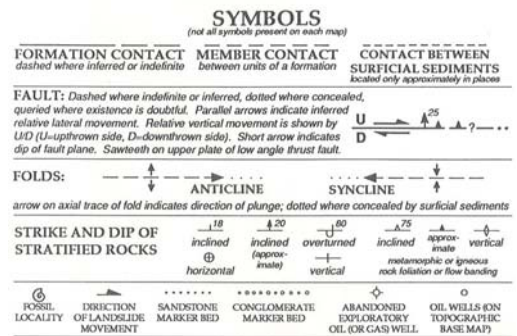 SYMBOLS
(not all symbols present on each map)
FORMATION CONTACT
dashed where inferred or indefinite
MEMBER CONTACT
between units of a formation
CONTACT BETWEEN
SURFICIAL SEDIMENTS
located only approximately in places
FAULT: Dashed where indefinite or inferred, dotted where concealed,
queried where existence is doubtful. Parallel arrows indicate inferred
relative lateral movement. Relative vertical movement is shown by
U/D (U=upthrown side, D=downthrown side). Short arrow indicates
dip of fault plane. Sawteeth on upper plate of low angle thrust fault.
U
D
25
?
FOLDS:
ANTICLINE
SYNCLINE
arrow on axial trace of fold indicates direction of plunge; dotted where concealed by surficial sediments
STRIKE AND DIP OF
STRATIFIED ROCKS
18
inclined
20
inclined
(approx-
imate)
60
overturned
75
inclined
approx-
imate
vertical
horizontal
vertical
metamorphic or igneous
rock foliation or flow banding
FOSSIL
LOCALITY
DIRECTION
OF LANDSLIDE
MOVEMENT
SANDSTONE
MARKER BED
CONGLOMERATE
MARKER BED
ABANDONED
EXPLORATORY
OIL (OR GAS) WELL
OIL WELLS (ON
TOPOGRAPHIC
BASE MAP)